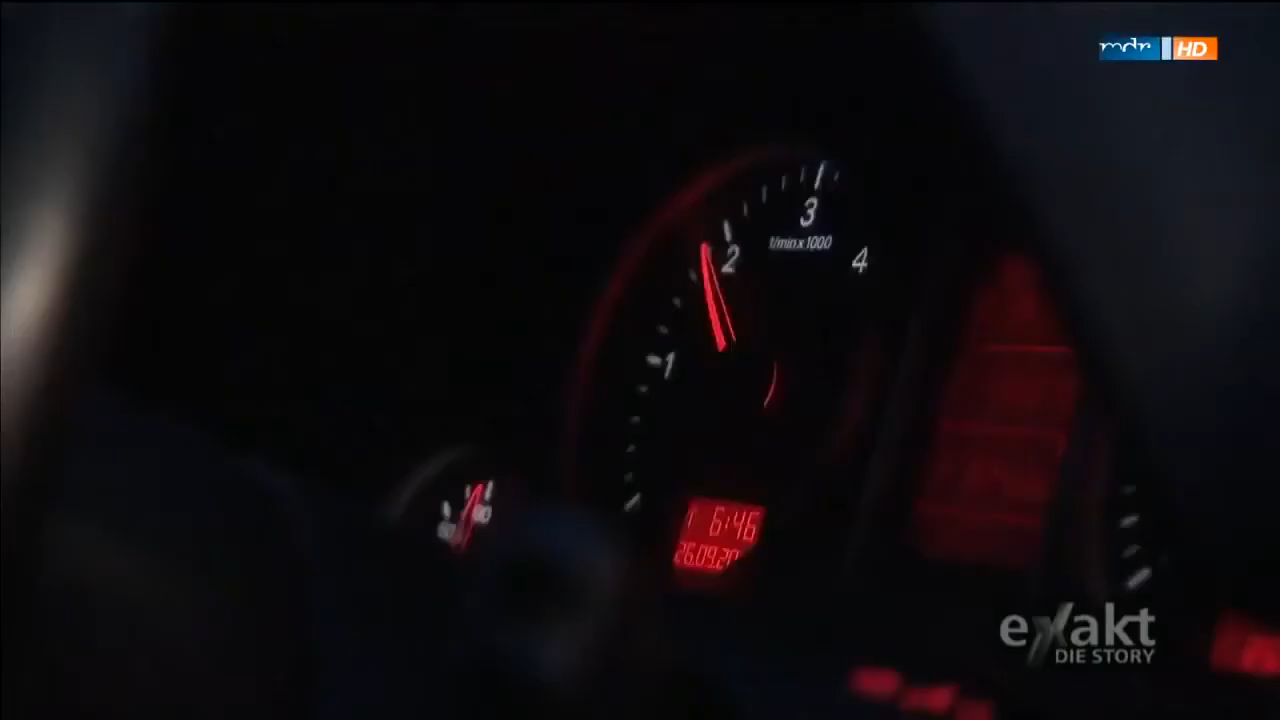 mdr HD
3
1/min x 1000
2
4
1
6:46
26.09.20
exakt
DIE STORY